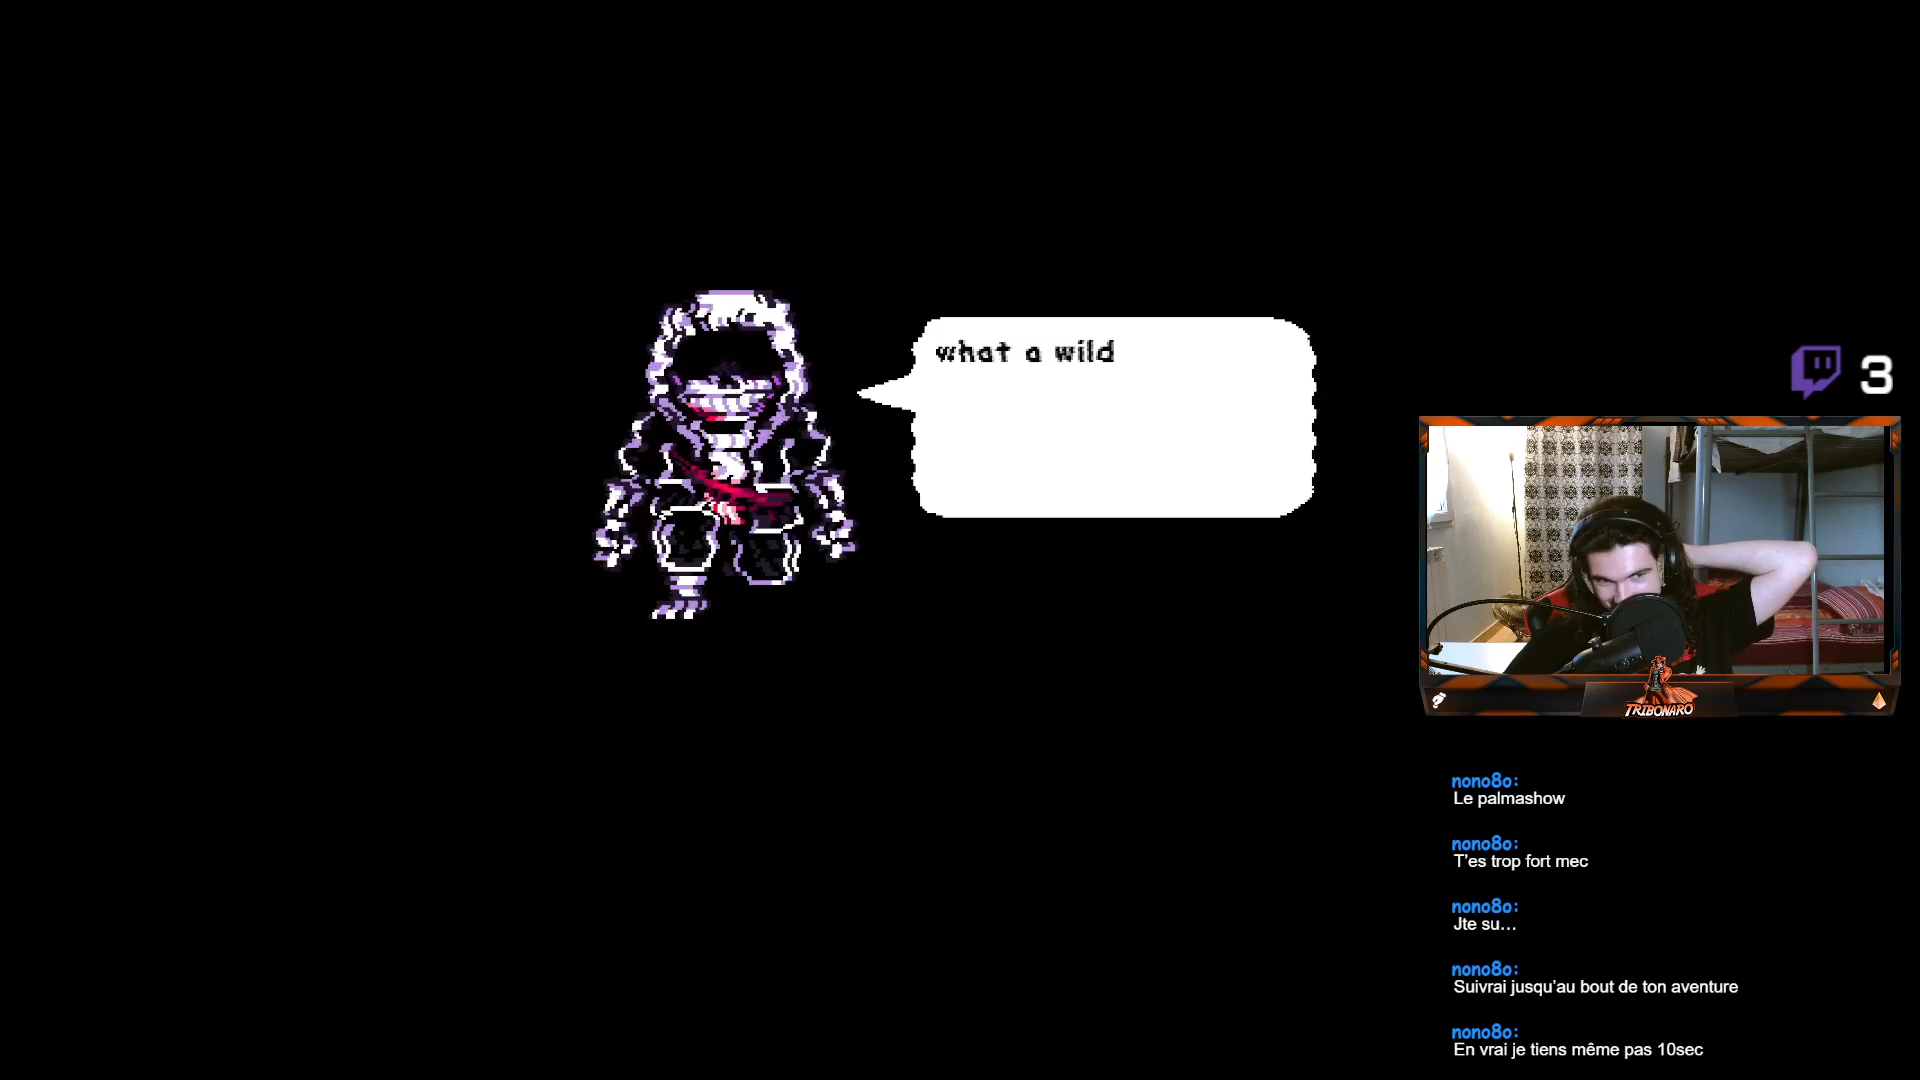 what a wild
3
TRIBONARO
nono8o:
Le palmashow
nono8o:
T'es trop fort mec
nono8o:
Jte su...
nono8o:
Suivrai jusqu'au bout de ton aventure
nono8o:
En vrai je tiens même pas 10sec